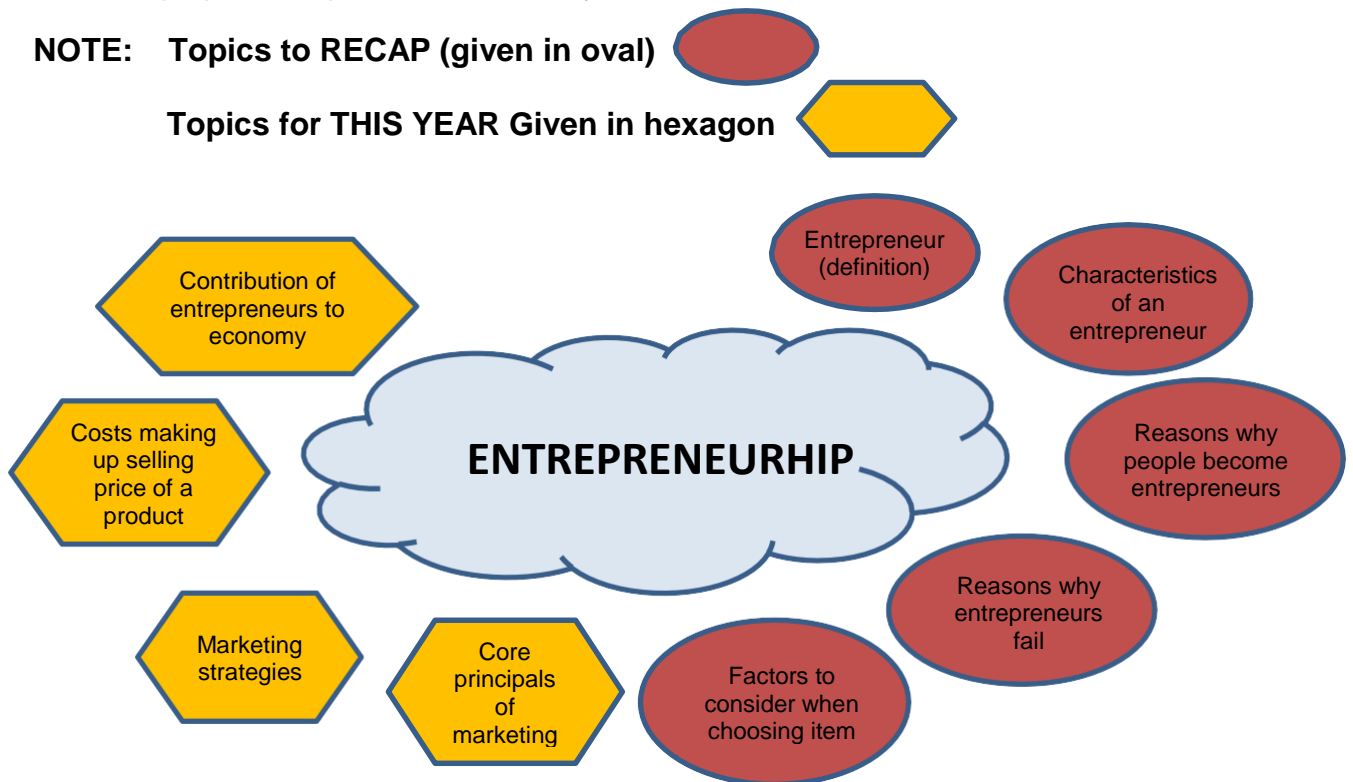 NOTE: Topics to RECAP (given in oval)
Topics for THIS YEAR Given in hexagon
Entrepreneur
(definition)
Characteristics
of an
entrepreneur
Contribution of
entrepreneurs to
economy
Costs making
up selling
price of a
product
ENTREPRENEURHIP
Reasons why
people become
entrepreneurs
Reasons why
entrepreneurs
fail
Marketing
strategies
Core
principals
of
marketing
Factors to
consider when
choosing item